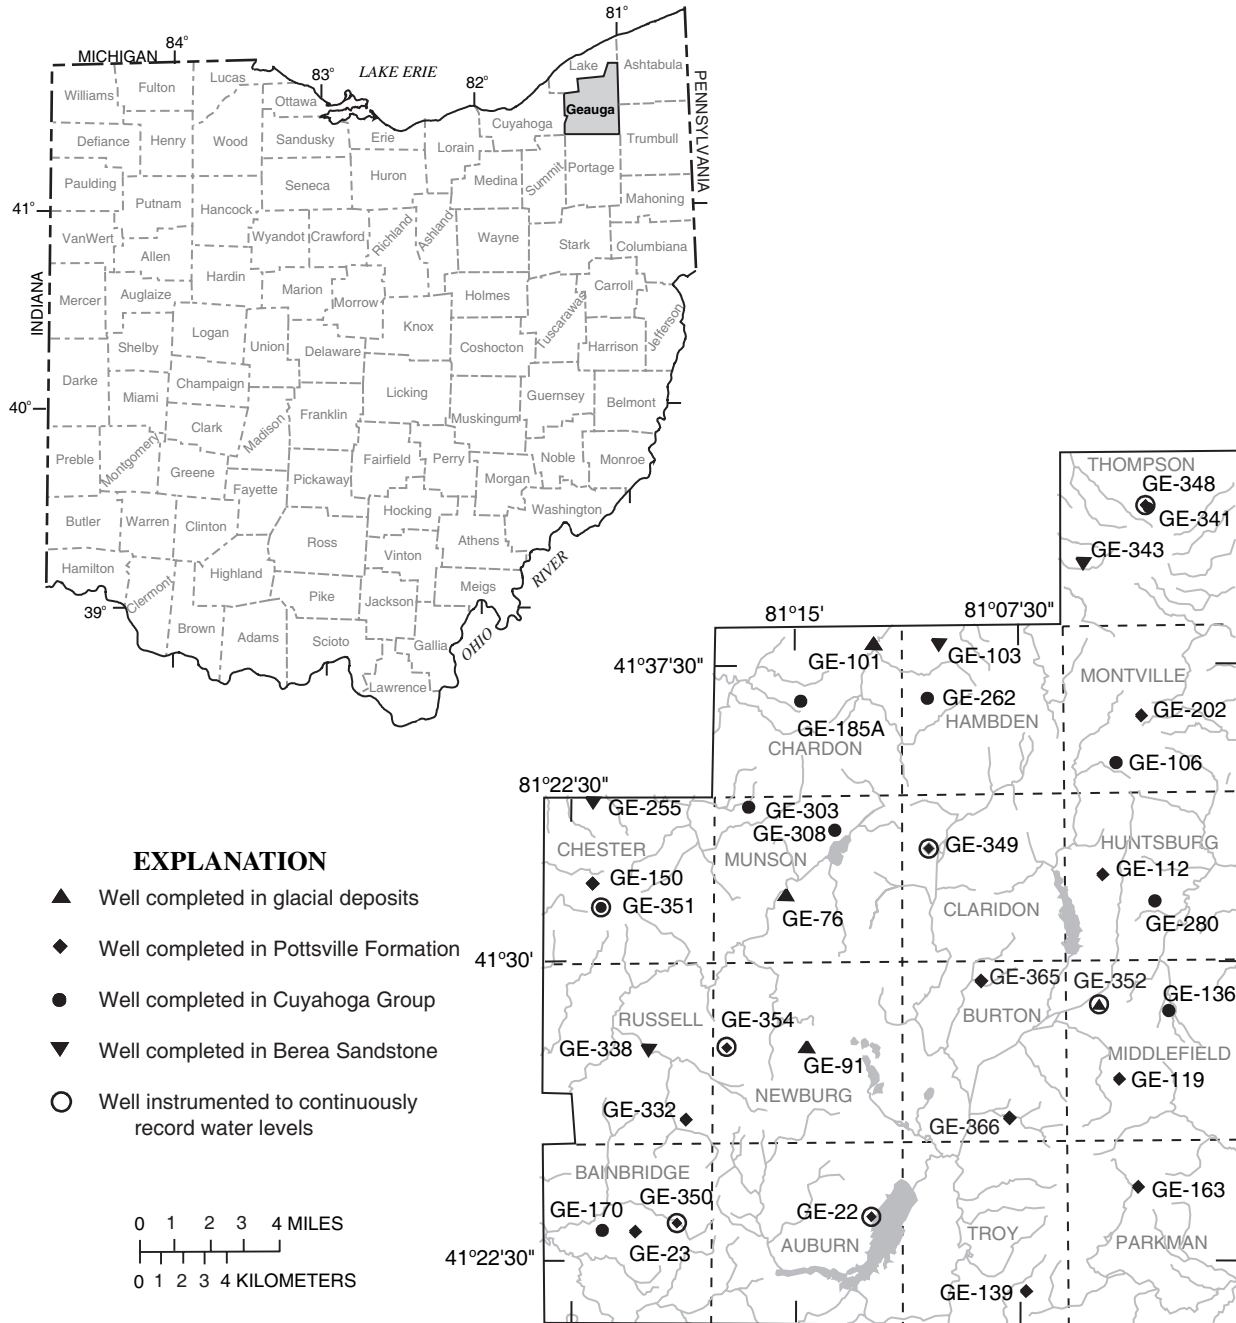 81°
84°
MICHIGAN
LAKE ERIE
83°
82°
Lake
Ashtabula
Lucas
Fulton
Williams
Ottawa
Geauga
PENNSYLVANIA
Cuyahoga
Defiance
Henry
Wood
Sandusky
Erie
Lorain
Trumbull
Paulding
Seneca
Huron
Medina
Summit
Portage
Mahoning
41°
Putnam
Hancock
VanWert
Wyandot
Crawford
Richland
Ashland
Wayne
Stark
Columbiana
Allen
Hardin
INDIANA
Mercer
Auglaize
Marion
Morrow
Holmes
Tuscarawas
Carroll
Jefferson
Logan
Knox
Shelby
Union
Delaware
Coshocton
Harrison
Darke
Champaign
Miami
Licking
Guernsey
Belmont
40°
Clark
Madison
Franklin
Muskingum
Preble
Montgomery
Greene
Fayette
Pickaway
Fairfield
Perry
Morgan
Noble
Monroe
Butler
Warren
Clinton
Hocking
Washington
Ross
Vinton
Athens
Hamilton
Clermont
Highland
Pike
Jackson
Meigs
RIVER
39°
Brown
Adams
Scioto
Gallia
OHIO
Lawrence
THOMPSON
GE-348
GE-341
GE-343
81°15'
81°07'30"
41°37'30"
GE-101
GE-103
MONTVILLE
GE-262
GE-202
HAMBDEN
GE-185A
CHARDON
GE-106
81°22'30"
GE-255
GE-303
GE-308
CHESTER
MUNSON
GE-349
HUNTSBURG
GE-150
GE-112
GE-351
GE-76
CLARIDON
GE-280
41°30'
GE-365
GE-352
GE-136
RUSSELL
GE-354
BURTON
GE-338
GE-91
MIDDLEFIELD
GE-119
NEWBURG
GE-332
GE-366
BAINBRIDGE
GE-350
GE-163
GE-170
GE-22
GE-23
AUBURN
TROY
PARKMAN
41°22'30"
GE-139
EXPLANATION
Well completed in glacial deposits
Well completed in Pottsville Formation
Well completed in Cuyahoga Group
Well completed in Berea Sandstone
Well instrumented to continuously
record water levels
0 1 2 3 4 MILES
0 1 2 3 4 KILOMETERS